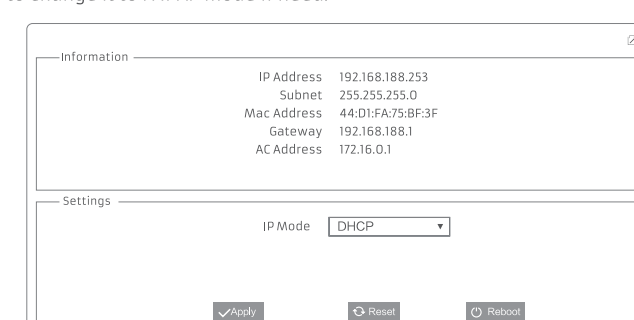 Information
IP Address 192.168.188.253
Subnet 255.255.255.0
Mac Address 44:D1:FA:75:BF:3F
Gateway 192.168.188.1
AC Address 172.16.0.1
Settings
IP Mode DHCP
Apply Reset Reboot